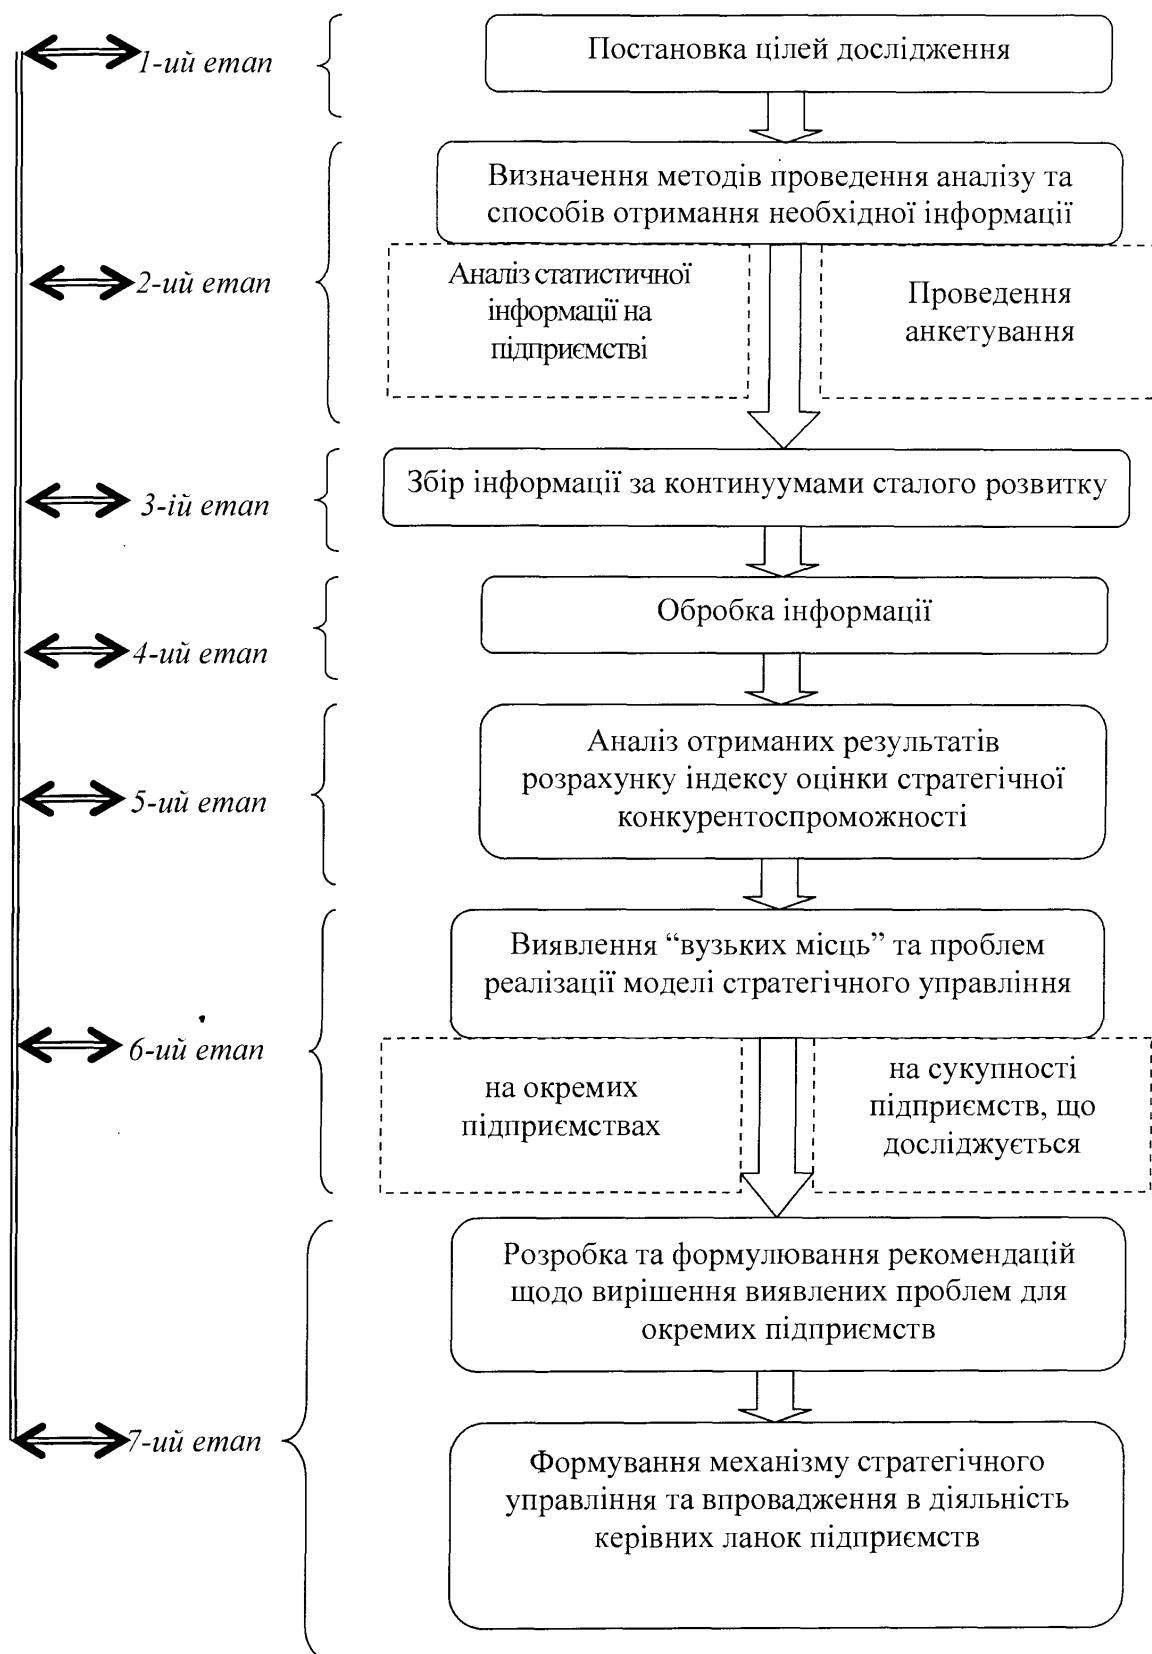 1-ий етап
Постановка цілей дослідження
Визначення методів проведення аналізу та
способів отримання необхідної інформації
2-ий етап
Аналіз статистичної
інформації на
підприємстві
Проведення
анкетування
3-ій етап
Збір інформації за континуумами сталого розвитку
4-ий етап
Обробка інформації
5-ий етап
Аналіз отриманих результатів
розрахунку індексу оцінки стратегічної
конкурентоспроможності
Виявлення “вузьких місць” та проблем
реалізації моделі стратегічного управління
6-ий етап
на окремих
підприємствах
на сукупності
підприємств, що
досліджується
Розробка та формулювання рекомендацій
щодо вирішення виявлених проблем для
окремих підприємств
7-ий етап
Формування механізму стратегічного
управління та впровадження в діяльність
керівних ланок підприємств